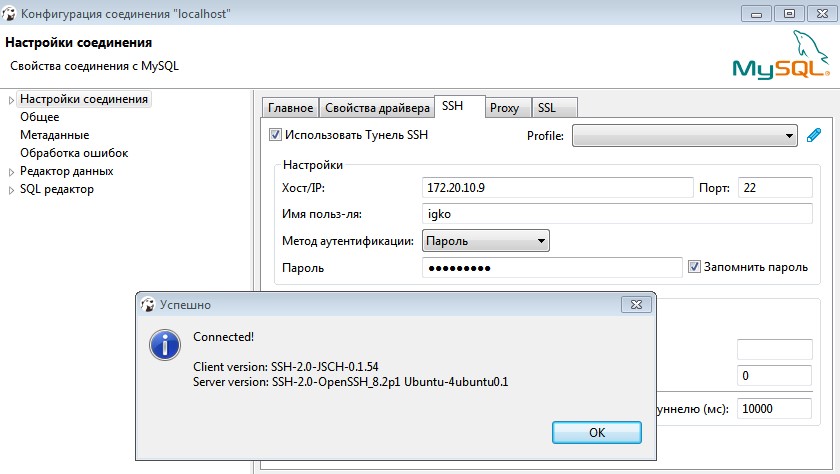 Конфигурация соединения "localhost"
Настройки соединения
Свойства соединения с MySQL
MySQL
Настройки соединения
Общее
Метаданные
Обработка ошибок
Редактор данных
SQL редактор
Главное Свойства драйвера SSH Proxy SSL
Использовать Тунель SSH Profile:
Настройки
Хост/IP: 172.20.10.9 Порт: 22
Имя польз-ля: igko
Метод аутентификации: Пароль
Пароль ●●●●●●●●● Запомнить пароль
Успешно
Connected!
Client version: SSH-2.0-JSCH-0.1.54
Server version: SSH-2.0-OpenSSH_8.2p1 Ubuntu-4ubuntu0.1
OK
0
уннелю (мс): 10000